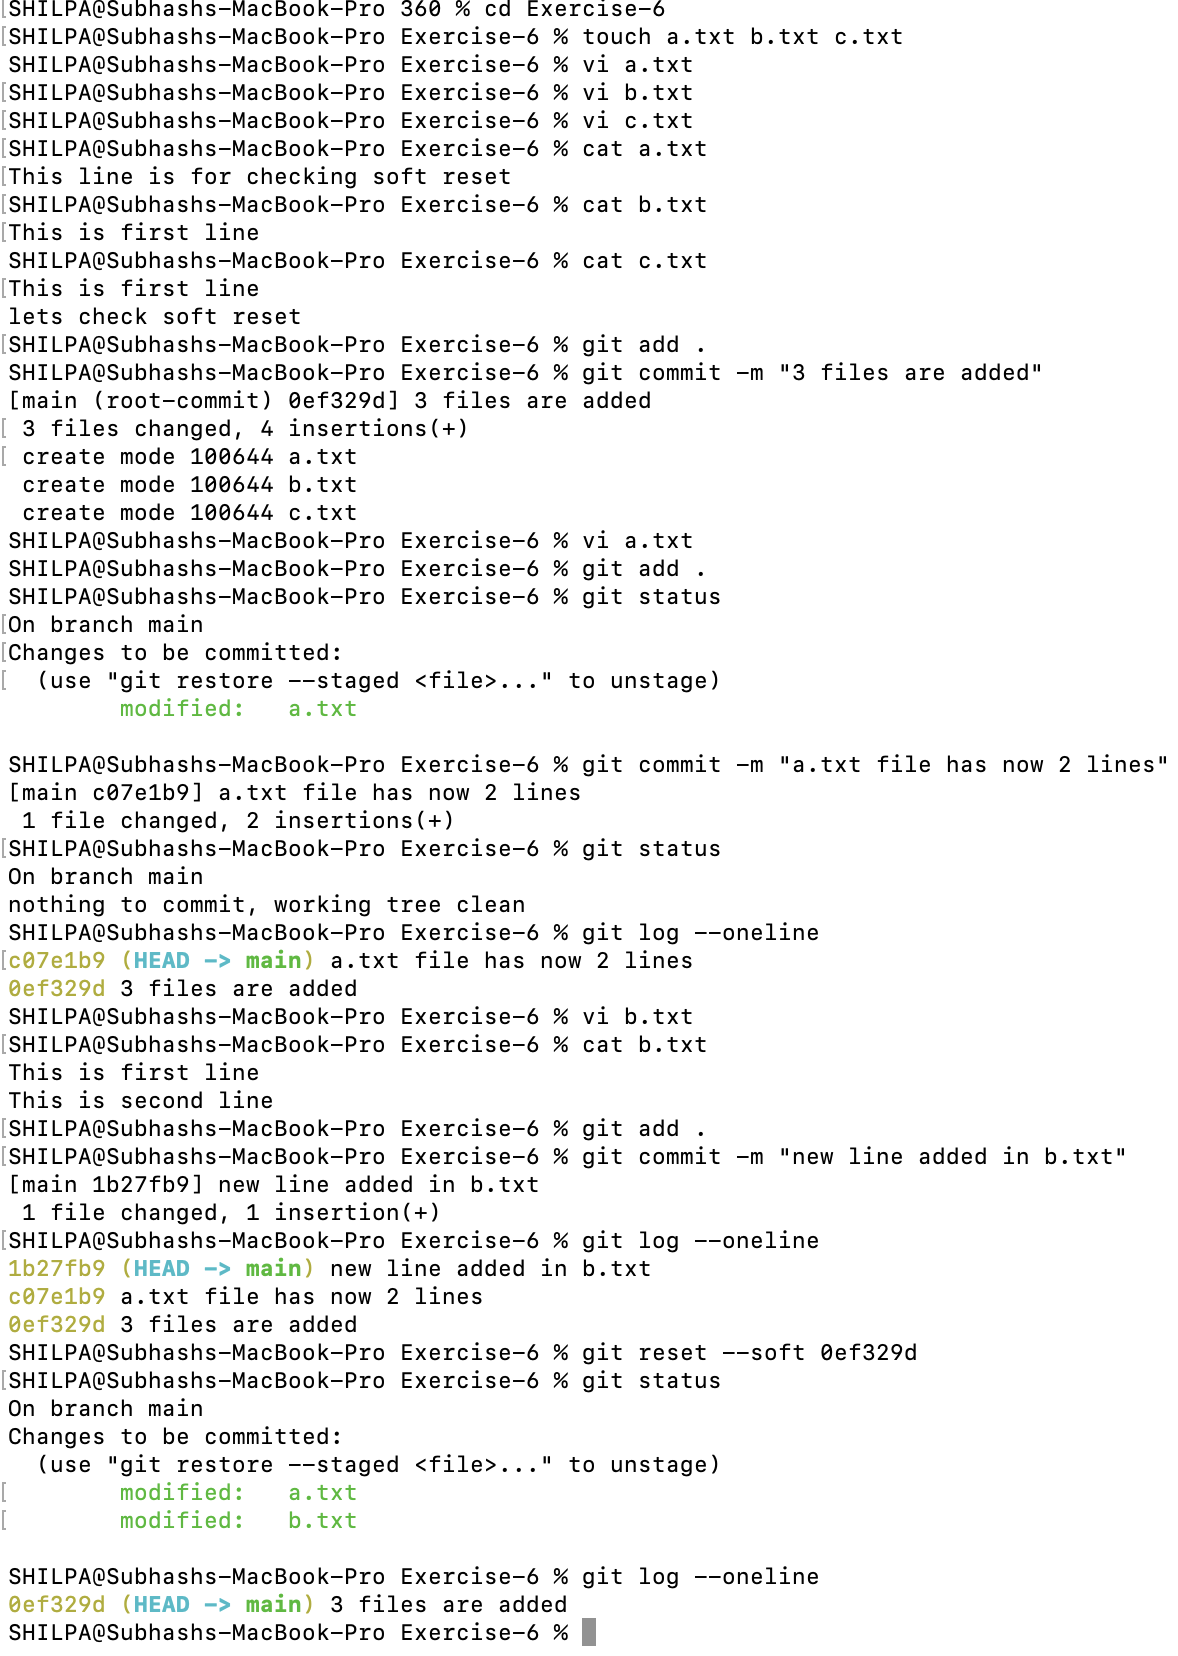 [SHILPA@Subhashs-MacBook-Pro 360 % cd Exercise-6
[SHILPA@Subhashs-MacBook-Pro Exercise-6 % touch a.txt b.txt c.txt
SHILPA@Subhashs-MacBook-Pro Exercise-6 % vi a.txt
[SHILPA@Subhashs-MacBook-Pro Exercise-6 % vi b.txt
[SHILPA@Subhashs-MacBook-Pro Exercise-6 % vi c.txt
[SHILPA@Subhashs-MacBook-Pro Exercise-6 % cat a.txt
[This line is for checking soft reset
[SHILPA@Subhashs-MacBook-Pro Exercise-6 % cat b.txt
[This is first line
SHILPA@Subhashs-MacBook-Pro Exercise-6 % cat c.txt
[This is first line
lets check soft reset
[SHILPA@Subhashs-MacBook-Pro Exercise-6 % git add .
SHILPA@Subhashs-MacBook-Pro Exercise-6 % git commit -m "3 files are added"
[main (root-commit) 0ef329d] 3 files are added
[ 3 files changed, 4 insertions(+)
[ create mode 100644 a.txt
create mode 100644 b.txt
create mode 100644 c.txt
SHILPA@Subhashs-MacBook-Pro Exercise-6 % vi a.txt
SHILPA@Subhashs-MacBook-Pro Exercise-6 % git add .
SHILPA@Subhashs-MacBook-Pro Exercise-6 % git status
[On branch main
[Changes to be committed:
[  (use "git restore --staged <file>..." to unstage)
modified:   a.txt
SHILPA@Subhashs-MacBook-Pro Exercise-6 % git commit -m "a.txt file has now 2 lines"
[main c07e1b9] a.txt file has now 2 lines
1 file changed, 2 insertions(+)
[SHILPA@Subhashs-MacBook-Pro Exercise-6 % git status
On branch main
nothing to commit, working tree clean
SHILPA@Subhashs-MacBook-Pro Exercise-6 % git log --oneline
[c07e1b9 (HEAD -> main) a.txt file has now 2 lines
0ef329d 3 files are added
SHILPA@Subhashs-MacBook-Pro Exercise-6 % vi b.txt
[SHILPA@Subhashs-MacBook-Pro Exercise-6 % cat b.txt
This is first line
This is second line
[SHILPA@Subhashs-MacBook-Pro Exercise-6 % git add .
[SHILPA@Subhashs-MacBook-Pro Exercise-6 % git commit -m "new line added in b.txt"
[main 1b27fb9] new line added in b.txt
1 file changed, 1 insertion(+)
[SHILPA@Subhashs-MacBook-Pro Exercise-6 % git log --oneline
1b27fb9 (HEAD -> main) new line added in b.txt
c07e1b9 a.txt file has now 2 lines
0ef329d 3 files are added
SHILPA@Subhashs-MacBook-Pro Exercise-6 % git reset --soft 0ef329d
[SHILPA@Subhashs-MacBook-Pro Exercise-6 % git status
On branch main
Changes to be committed:
(use "git restore --staged <file>..." to unstage)
[       modified:   a.txt
[       modified:   b.txt
SHILPA@Subhashs-MacBook-Pro Exercise-6 % git log --oneline
0ef329d (HEAD -> main) 3 files are added
SHILPA@Subhashs-MacBook-Pro Exercise-6 %